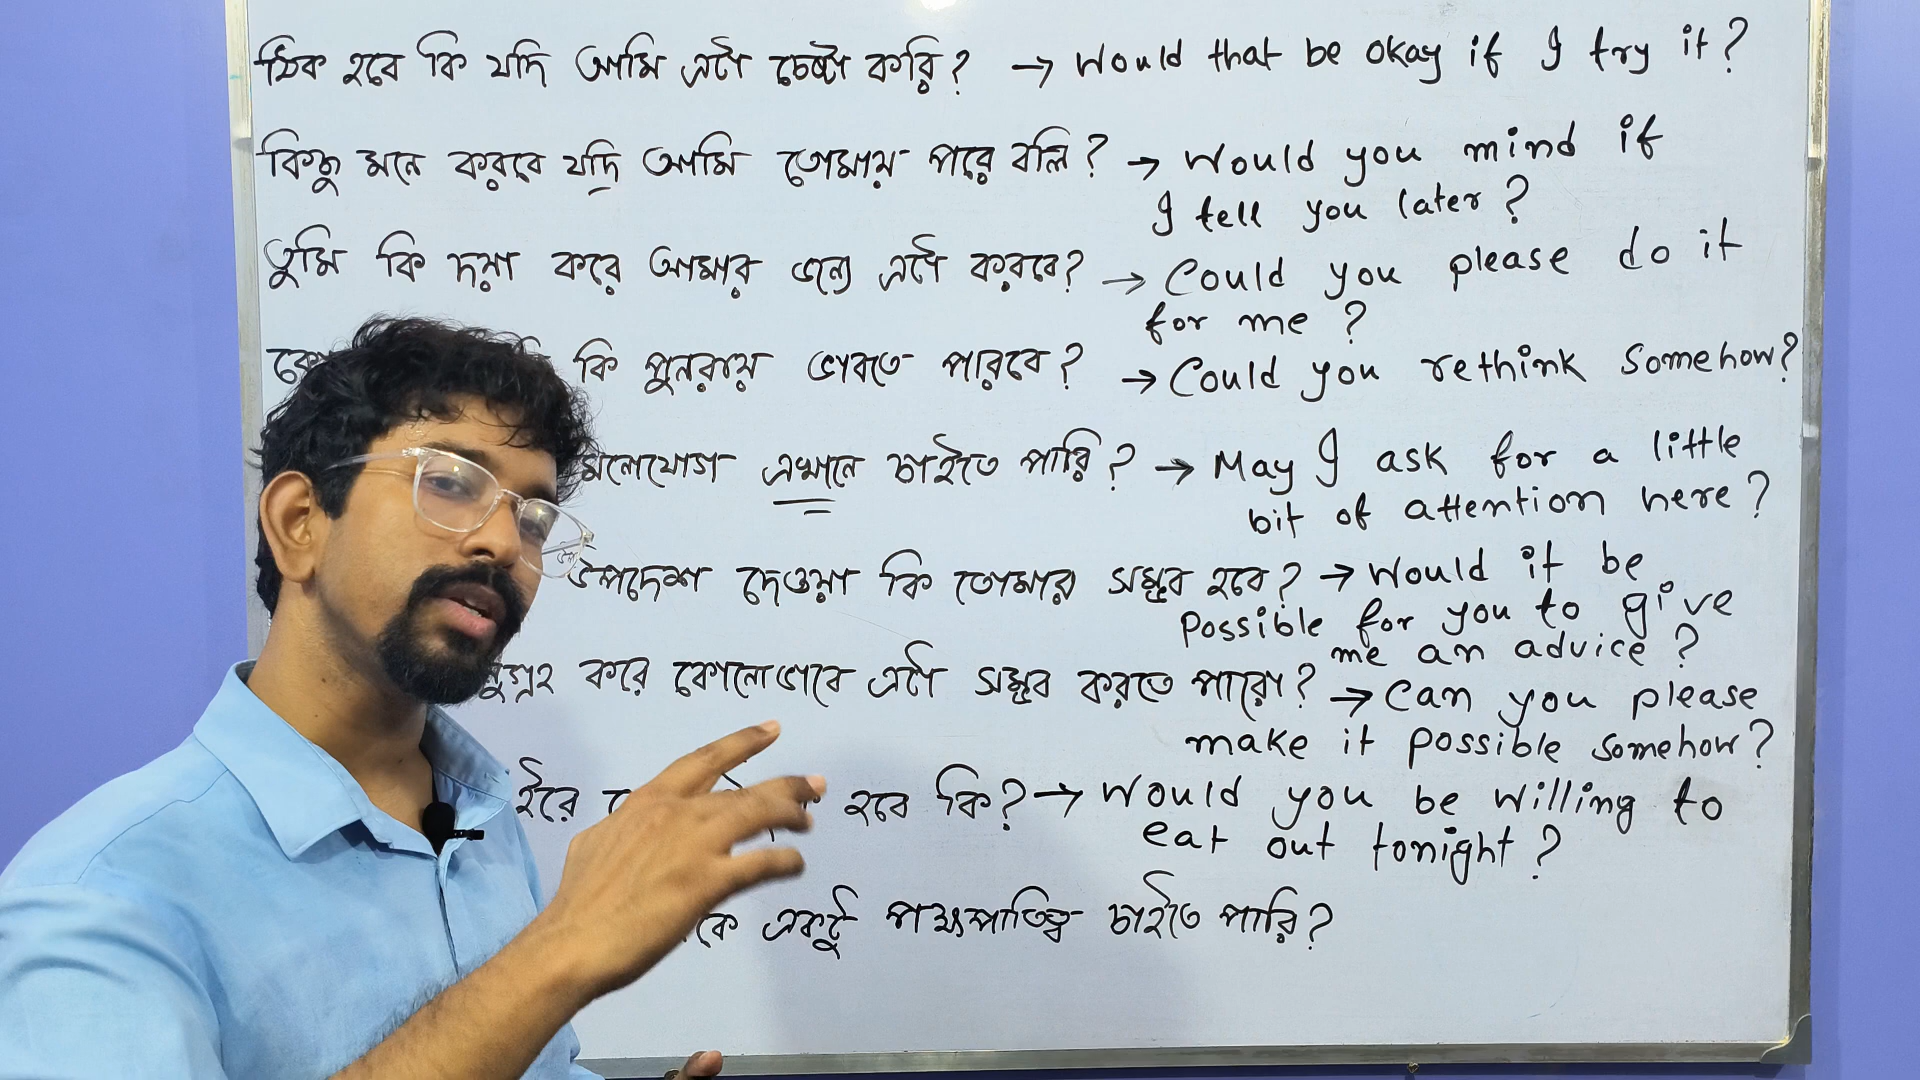 ঠিক হবে কি যদি আমি এটা চেষ্টা করি? → Would that be okay if I try it?
কিছু মনে করবে যদি আমি তোমায় পরে বলি? → Would you mind if
I tell you later?
তুমি কি দয়া করে আমার জন্যে এটা করবে? → Could you please do it
for me?
কি পুনরায় ভাবতে পারবে? → Could you rethink somehow?
মনোযোগ এখানে চাইতে পারি? → May I ask for a little
bit of attention here?
উপদেশ দেওয়া কি তোমার সম্ভব হবে? → Would it be
possible for you to give
me an advice?
করে কোনোভাবে এটা সম্ভব করতে পারো? → Can you please
make it possible somehow?
হবে কি? → Would you be willing to
eat out tonight?
একটু পক্ষপাতিত্ব চাইতে পারি?